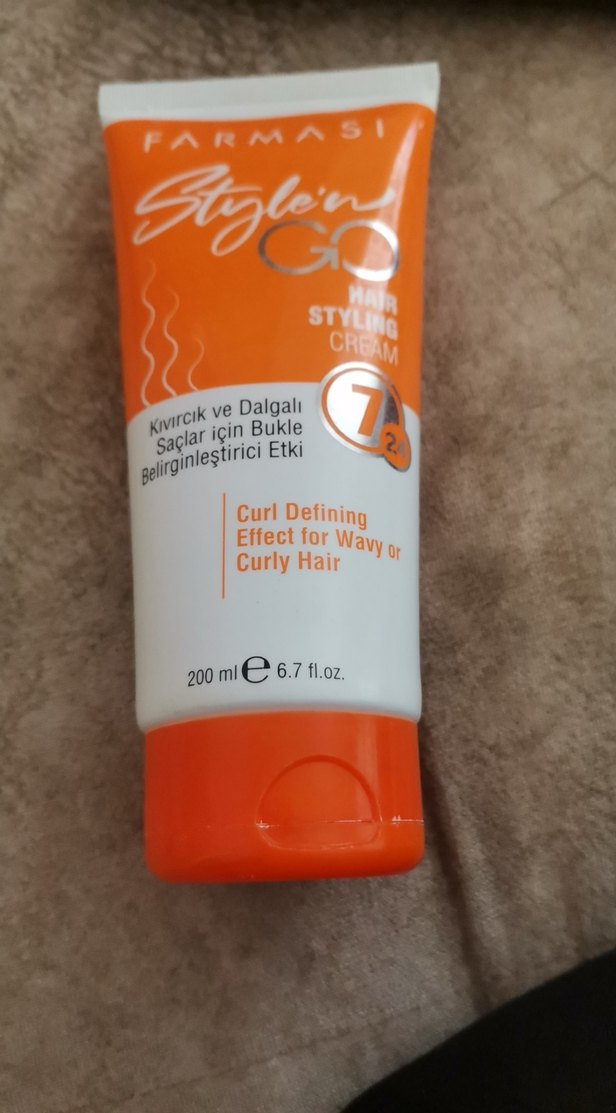 FARMASI
Style'n
GO
HAIR
STYLING
CREAM
7
24
Kıvırcık ve Dalgalı
Saçlar için Bukle
Belirginleştirici Etki
Curl Defining
Effect for Wavy or
Curly Hair
200 ml e 6.7 fl.oz.